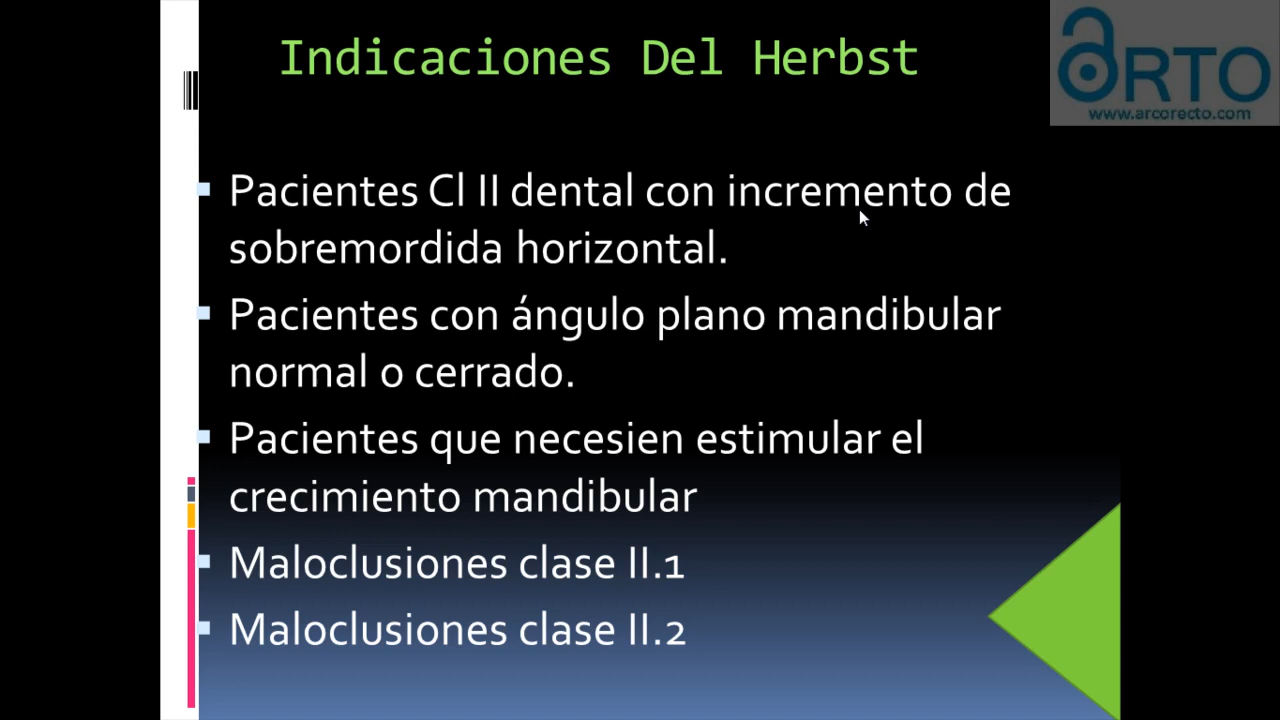 Indicaciones Del Herbst
ARTO
www.arcorecto.com
Pacientes Cl II dental con incremento de
sobremordida horizontal.
Pacientes con ángulo plano mandibular
normal o cerrado.
Pacientes que necesien estimular el
crecimiento mandibular
Maloclusiones clase II.1
Maloclusiones clase II.2